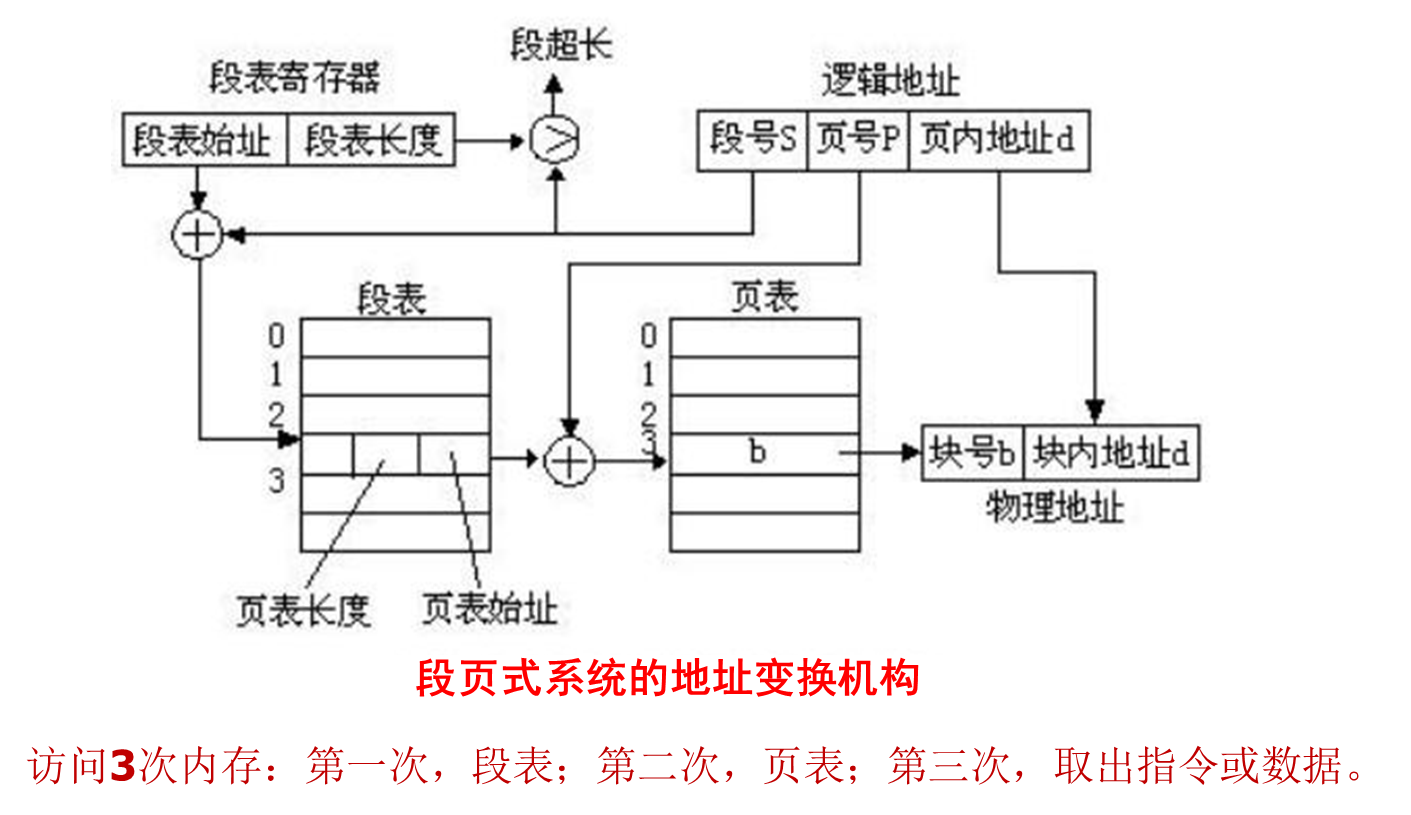 段超长
段表寄存器
逻辑地址
段表始址 段表长度
>
段号S 页号P 页内地址d
+
段表
页表
0
1
2
3
0
1
2
3
b
+
块号b 块内地址d
物理地址
页表长度
页表始址
段页式系统的地址变换机构
访问3次内存：第一次，段表；第二次，页表；第三次，取出指令或数据。